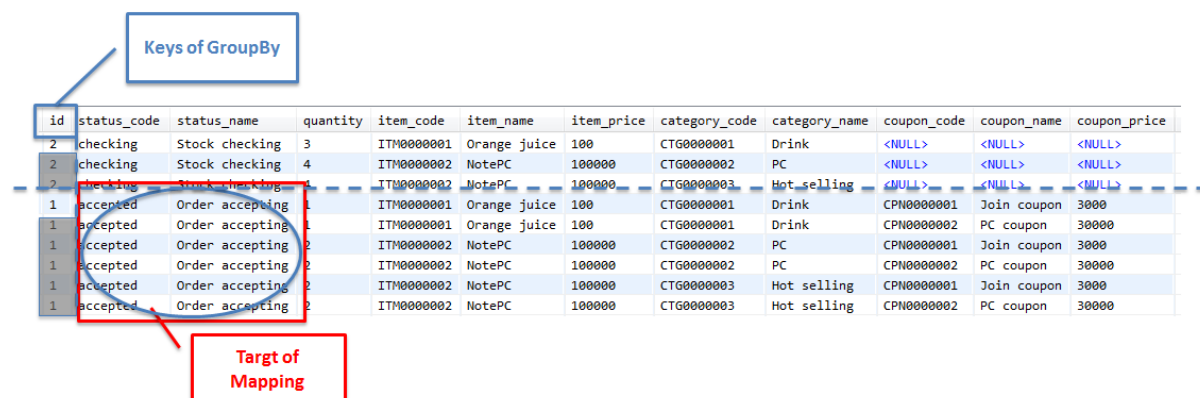 Keys of GroupBy
id status_code status_name quantity item_code item_name item_price category_code category_name coupon_code coupon_name coupon_price
2 checking Stock checking 3 ITM0000001 Orange juice 100 CTG0000001 Drink <NULL> <NULL> <NULL>
2 checking Stock checking 4 ITM0000002 NotePC 100000 CTG0000002 PC <NULL> <NULL> <NULL>
2 checking Stock checking 4 ITM0000002 NotePC 100000 CTG0000003 Hot selling <NULL> <NULL> <NULL>
1 accepted Order accepting 1 ITM0000001 Orange juice 100 CTG0000001 Drink CPN0000001 Join coupon 3000
1 accepted Order accepting 1 ITM0000001 Orange juice 100 CTG0000001 Drink CPN0000002 PC coupon 30000
1 accepted Order accepting 2 ITM0000002 NotePC 100000 CTG0000002 PC CPN0000001 Join coupon 3000
1 accepted Order accepting 2 ITM0000002 NotePC 100000 CTG0000002 PC CPN0000002 PC coupon 30000
1 accepted Order accepting 2 ITM0000002 NotePC 100000 CTG0000003 Hot selling CPN0000001 Join coupon 3000
1 accepted Order accepting 2 ITM0000002 NotePC 100000 CTG0000003 Hot selling CPN0000002 PC coupon 30000
Targt of
Mapping